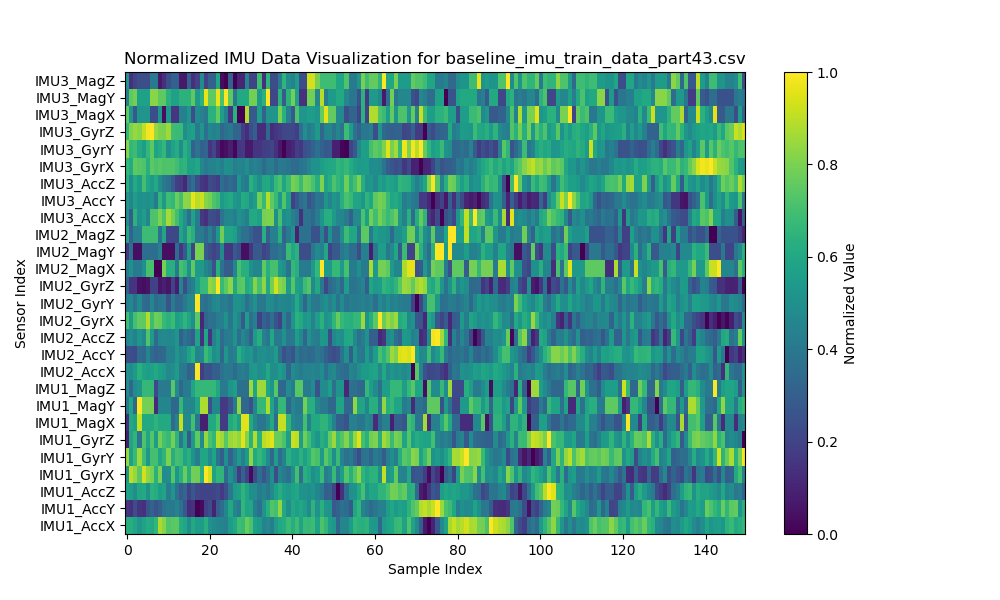 Normalized IMU Data Visualization for baseline_imu_train_data_part43.csv
IMU3_MagZ
IMU3_MagY
IMU3_MagX
IMU3_GyrZ
IMU3_GyrY
IMU3_GyrX
IMU3_AccZ
IMU3_AccY
IMU3_AccX
IMU2_MagZ
IMU2_MagY
IMU2_MagX
IMU2_GyrZ
IMU2_GyrY
IMU2_GyrX
IMU2_AccZ
IMU2_AccY
IMU2_AccX
IMU1_MagZ
IMU1_MagY
IMU1_MagX
IMU1_GyrZ
IMU1_GyrY
IMU1_GyrX
IMU1_AccZ
IMU1_AccY
IMU1_AccX
Sensor Index
0 20 40 60 80 100 120 140
Sample Index
1.0
0.8
0.6
0.4
0.2
0.0
Normalized Value